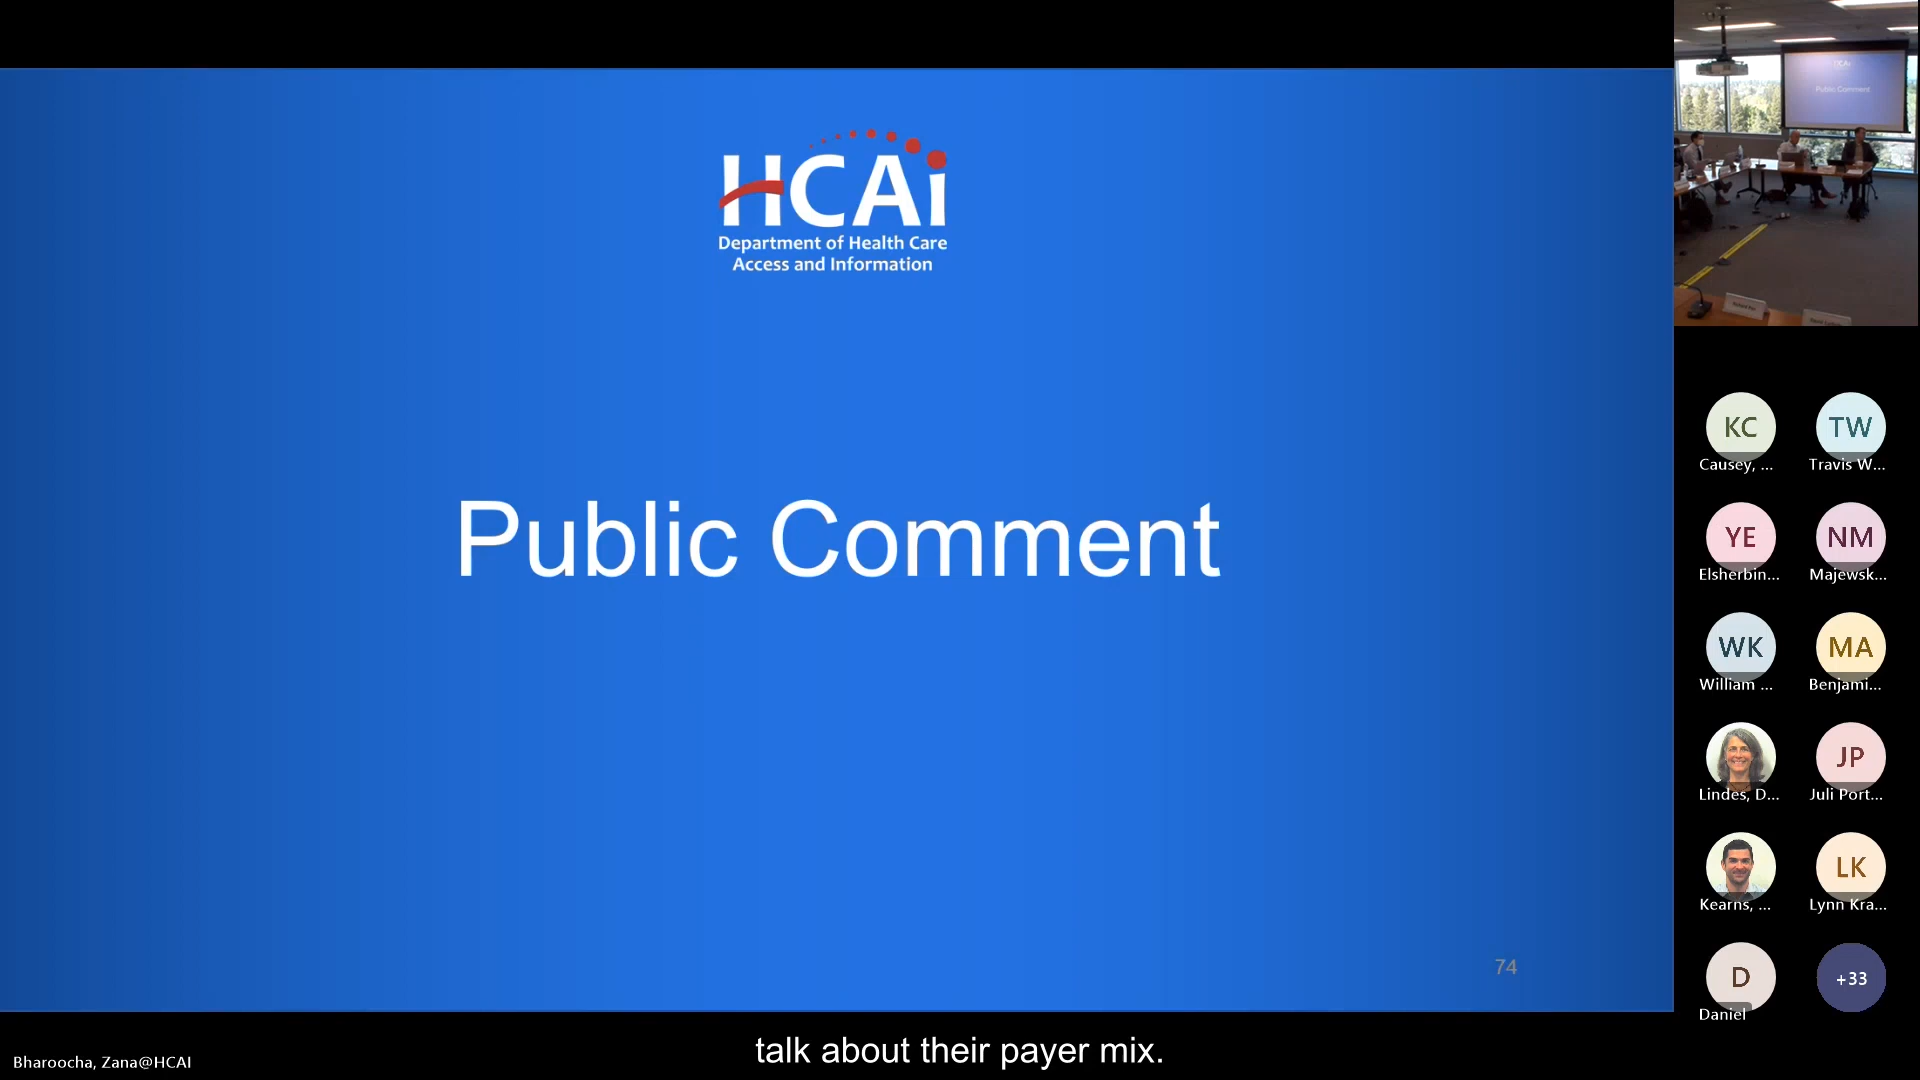 HCAi
Department of Health Care
Access and Information
Public Comment
74
Public Comment
KC
Causey, ...
TW
Travis W...
YE
Elsherbin...
NM
Majewsk...
WK
William ...
MA
Benjami...
Lindes, D...
JP
Juli Port...
Kearns, ...
LK
Lynn Kra...
D
Daniel
+33
talk about their payer mix.
Bharoocha, Zana@HCAI